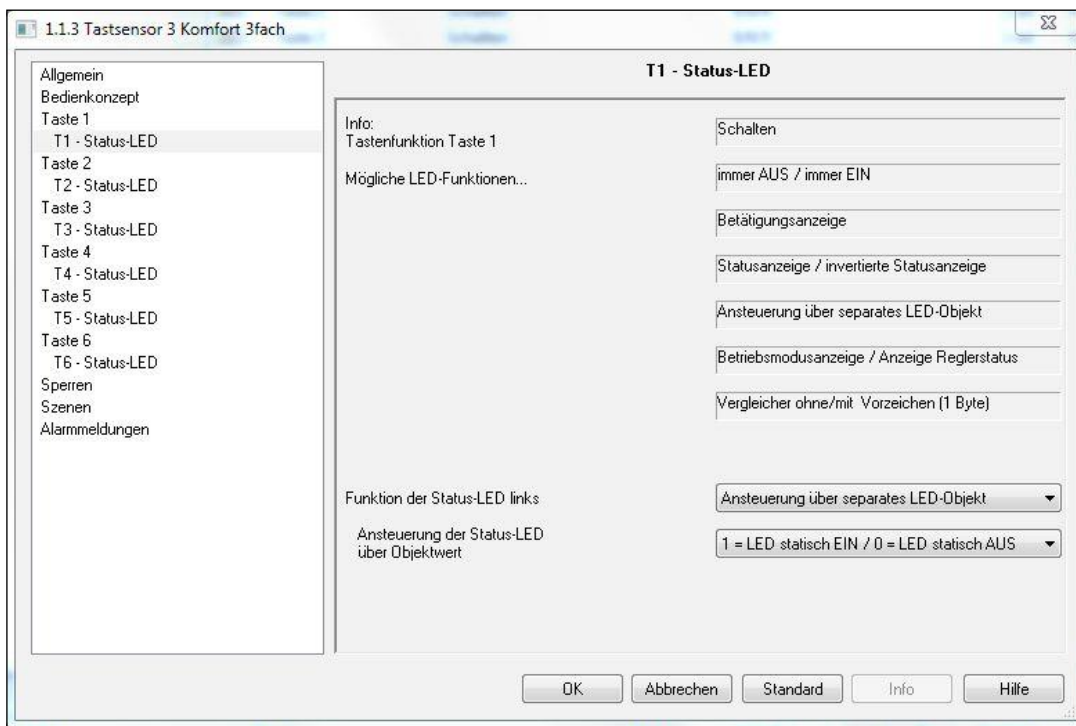 1.1.3 Tastsensor 3 Komfort 3fach
Allgemein
Bedienkonzept
Taste 1
T1 - Status-LED
Taste 2
T2 - Status-LED
Taste 3
T3 - Status-LED
Taste 4
T4 - Status-LED
Taste 5
T5 - Status-LED
Taste 6
T6 - Status-LED
Sperren
Szenen
Alarmmeldungen
T1 - Status-LED
Info:
Tastenfunktion Taste 1
Schalten
Mögliche LED-Funktionen...
immer AUS / immer EIN
Betätigungsanzeige
Statusanzeige / invertierte Statusanzeige
Ansteuerung über separates LED-Objekt
Betriebsmodusanzeige / Anzeige Reglerstatus
Vergleicher ohne/mit Vorzeichen (1 Byte)
Funktion der Status-LED links
Ansteuerung über separates LED-Objekt
Ansteuerung der Status-LED
über Objektwert
1 = LED statisch EIN / 0 = LED statisch AUS
OK
Abbrechen
Standard
Info
Hilfe